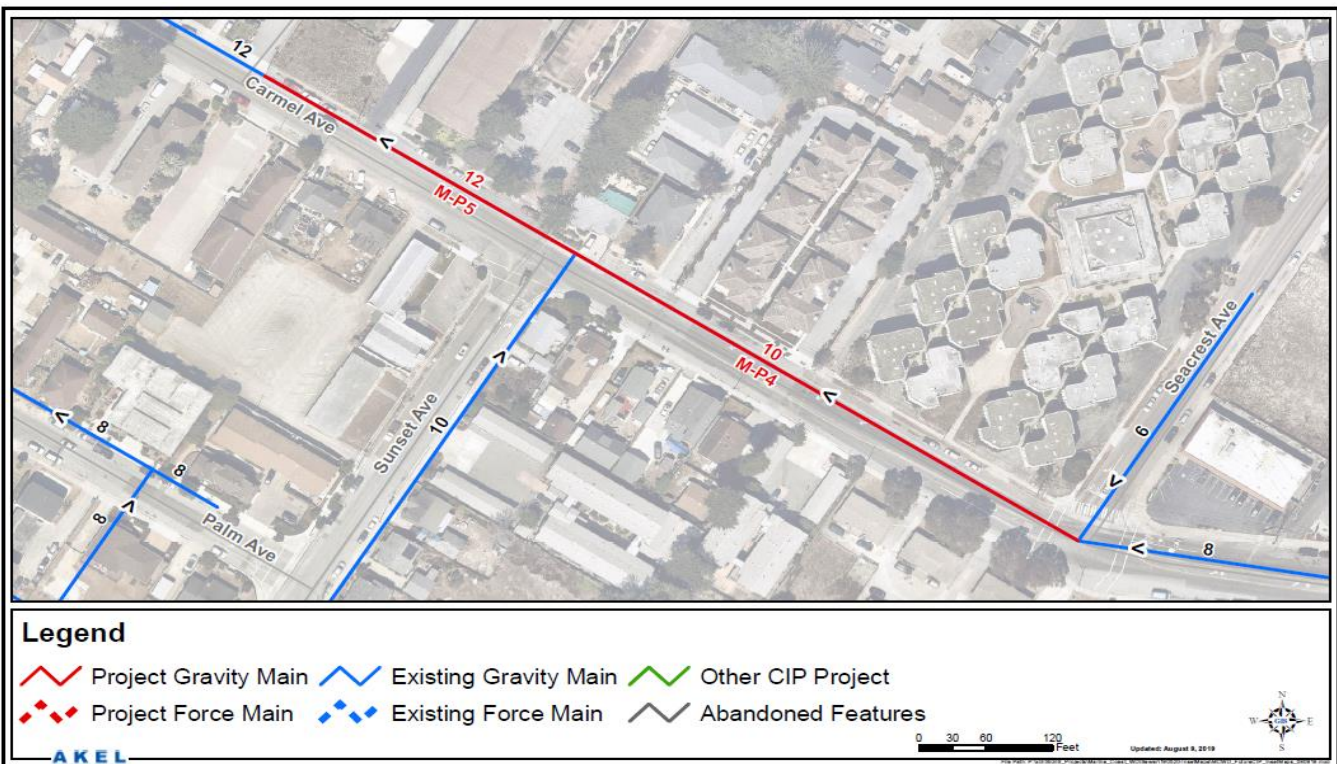 12
Carmel Ave
12
M-P5
10
M-P4
Seacrest Ave
6
8
Sunset Ave
10
8
8
8
Palm Ave
Legend
Project Gravity Main Existing Gravity Main Other CIP Project
Project Force Main Existing Force Main Abandoned Features
N
W GIS E
S
0 30 60 120
Feet
Updated: August 9, 2019
AKEL